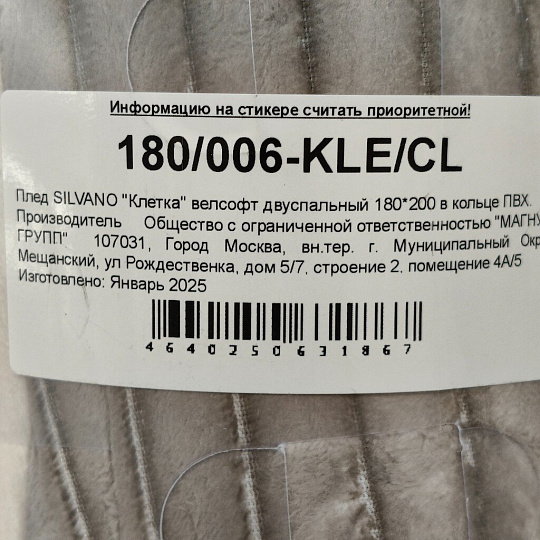 Информацию на стикере считать приоритетной!
180/006-KLE/CL
Плед SILVANO "Клетка" велсофт двуспальный 180*200 в кольце ПВХ.
Производитель Общество с ограниченной ответственностью "МАГНУ
ГРУПП" 107031, Город Москва, вн.тер. г. Муниципальный Окр
Мещанский, ул Рождественка, дом 5/7, строение 2, помещение 4А/5
Изготовлено: Январь 2025
4640250631867